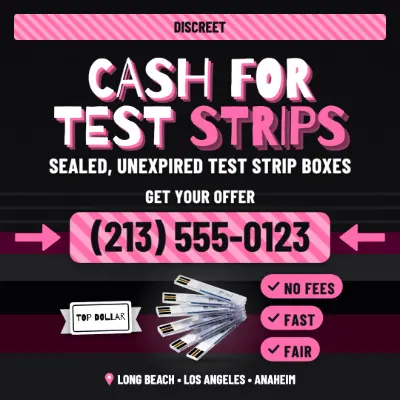 DISCREET
CASH FOR
TEST STRIPS
SEALED, UNEXPIRED TEST STRIP BOXES
GET YOUR OFFER
(213) 555-0123
NO FEES
TOP DOLLAR
FAST
FAIR
LONG BEACH • LOS ANGELES • ANAHEIM